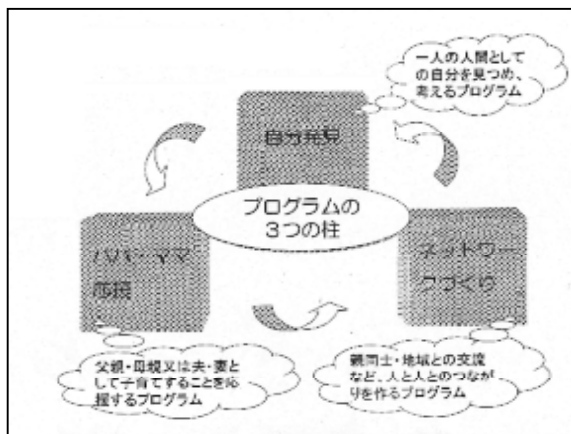 一人の人間として
の自分を見つめ、
考えるプログラム
自分発見
プログラムの
3つの柱
パパ・ママ
応援
ネットワー
クづくり
父親・母親又は夫・妻と
して子育てすることを応
援するプログラム
親同士・地域との交流
など、人と人とのつなが
りを作るプログラム